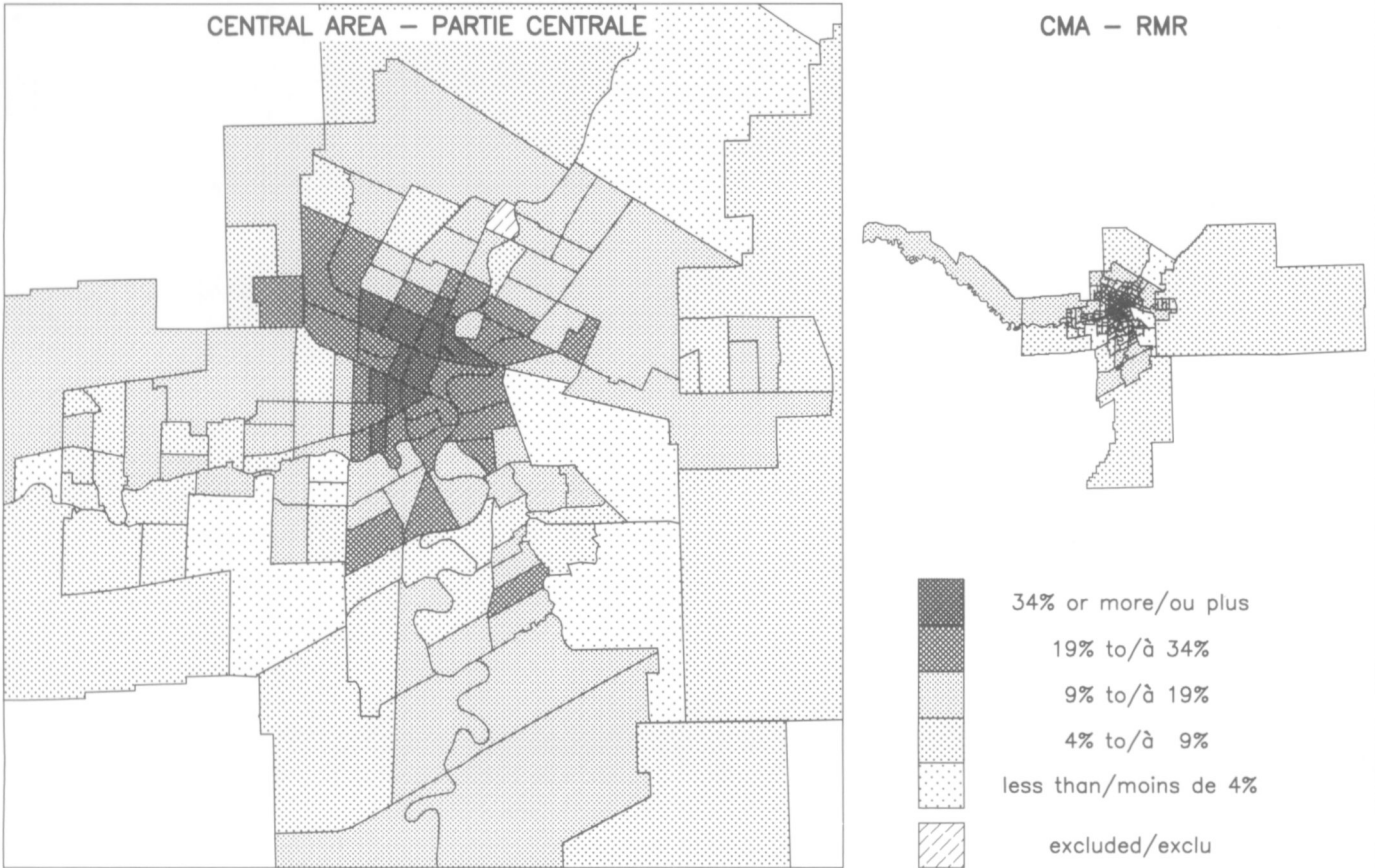 CENTRAL AREA – PARTIE CENTRALE
CMA – RMR
34% or more/ou plus
19% to/à 34%
9% to/à 19%
4% to/à 9%
less than/moins de 4%
excluded/exclu